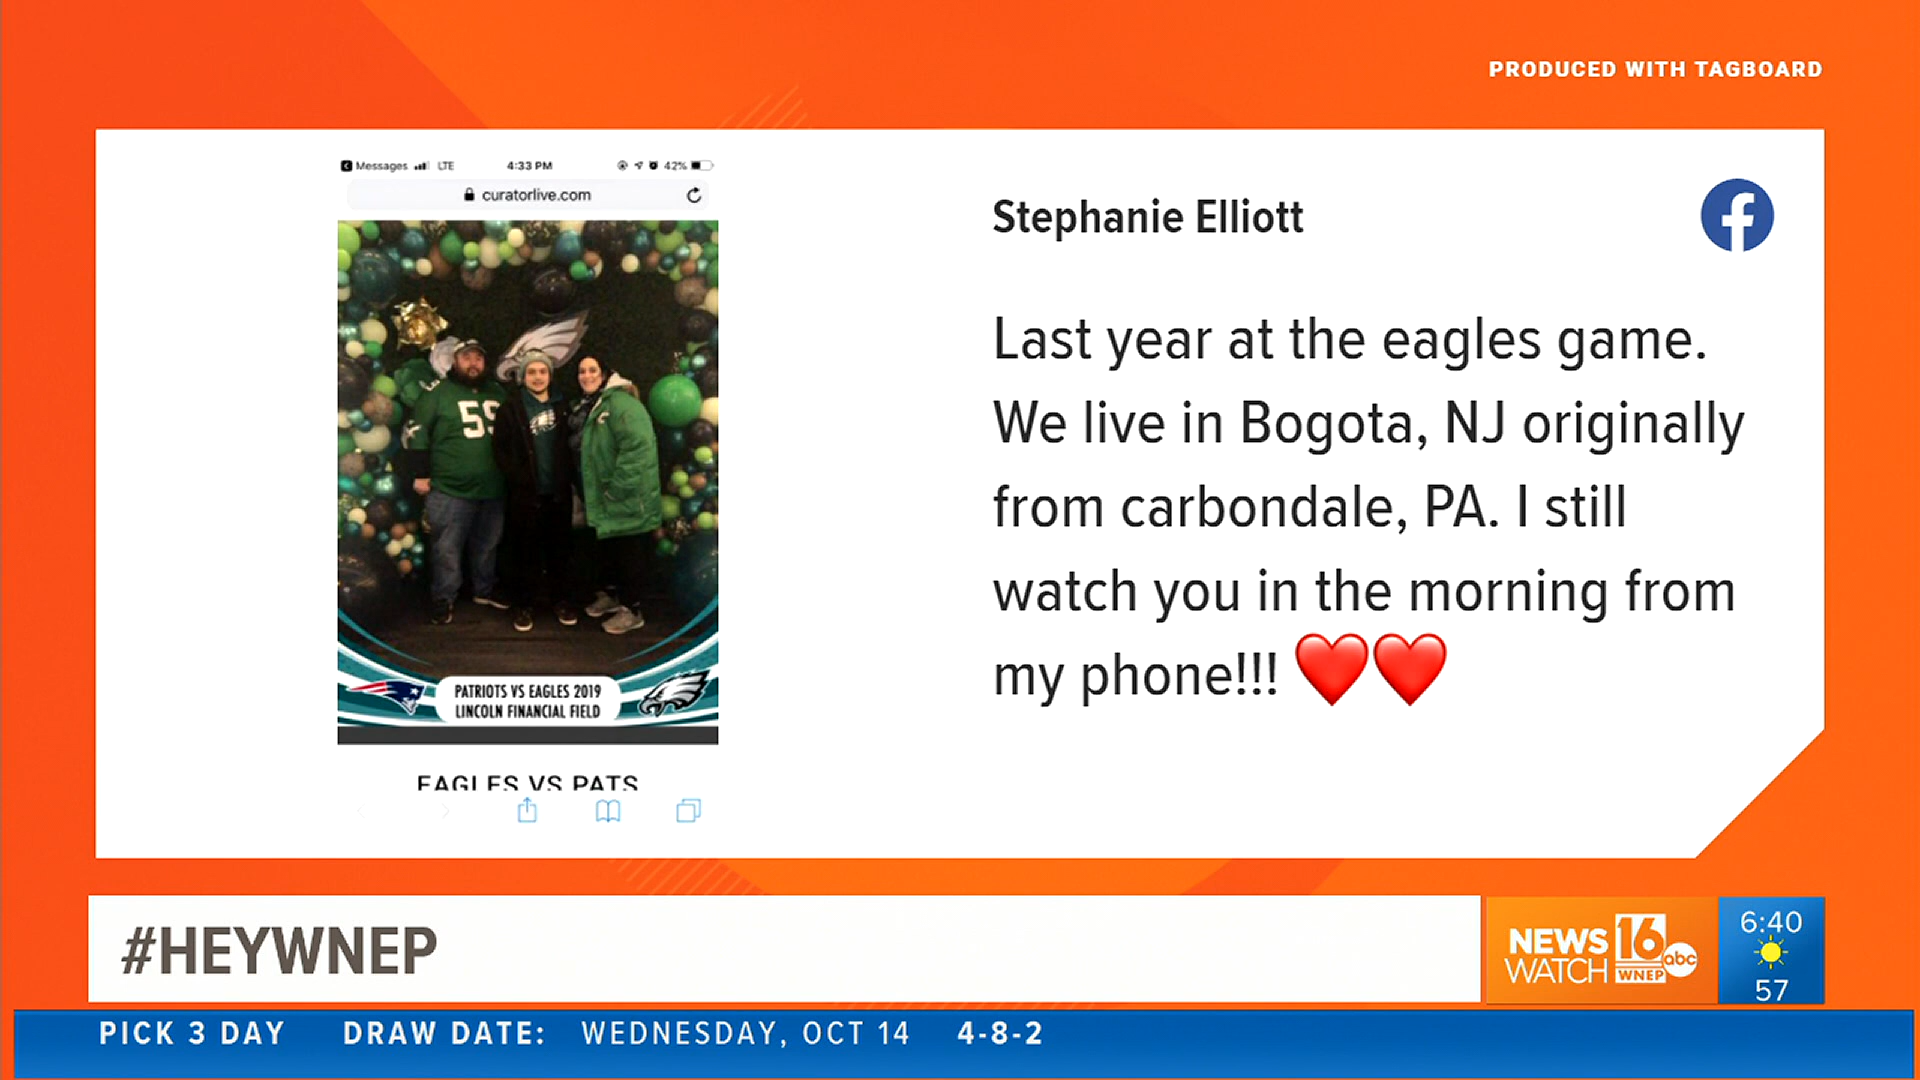 PRODUCED WITH TAGBOARD
Messages LTE 4:33 PM 42%
curatorlive.com
59
PATRIOTS VS EAGLES 2019
LINCOLN FINANCIAL FIELD
EAGLES VS PATS
Stephanie Elliott
Last year at the eagles game.
We live in Bogota, NJ originally
from carbondale, PA. I still
watch you in the morning from
my phone!!! ❤️❤️
#HEYWNEP
NEWS
WATCH
16
WNEP
abc
6:40
57
PICK 3 DAY DRAW DATE: WEDNESDAY, OCT 14 4-8-2